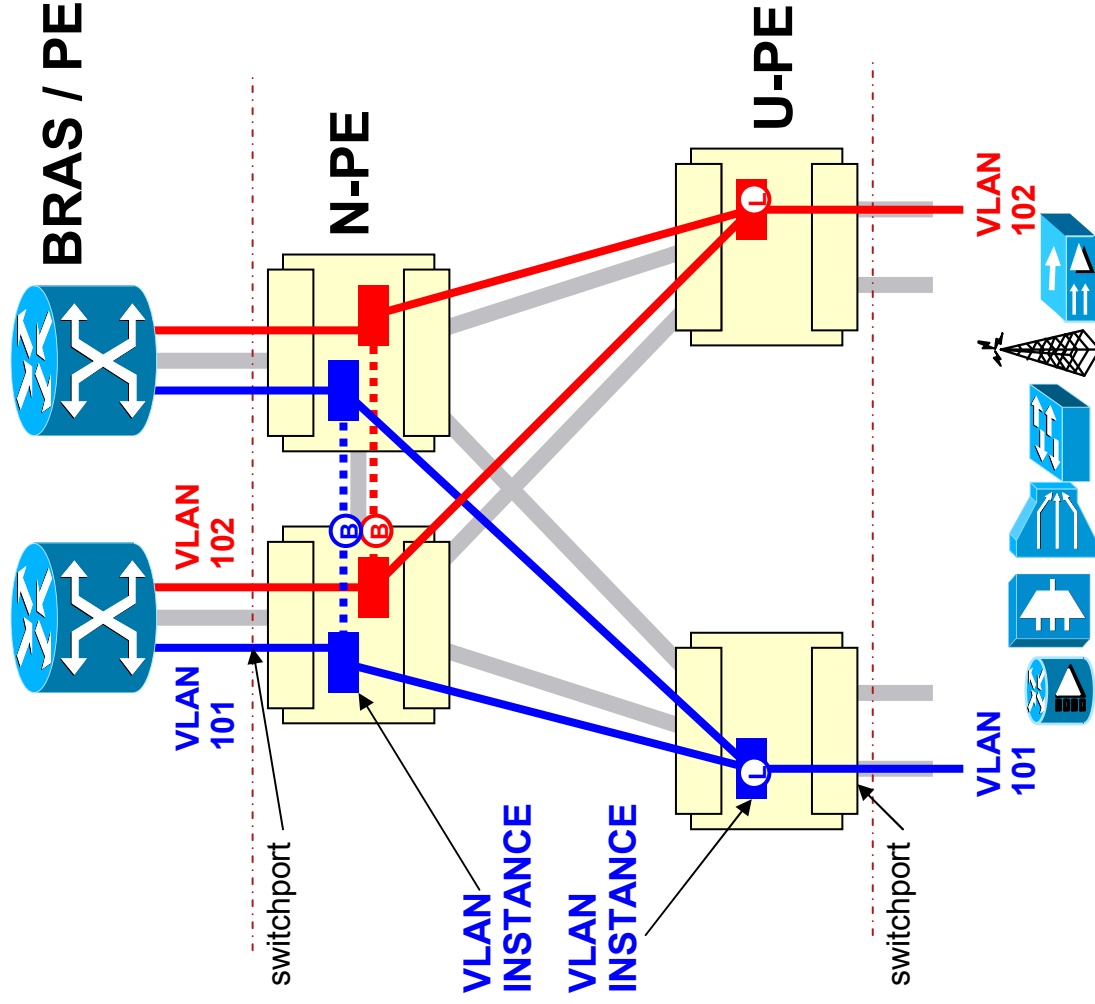 BRAS / PE
VLAN
102
VLAN
101
switchport
N-PE
B
B
VLAN
INSTANCE
VLAN
INSTANCE
U-PE
L
L
switchport
VLAN
101
VLAN
102